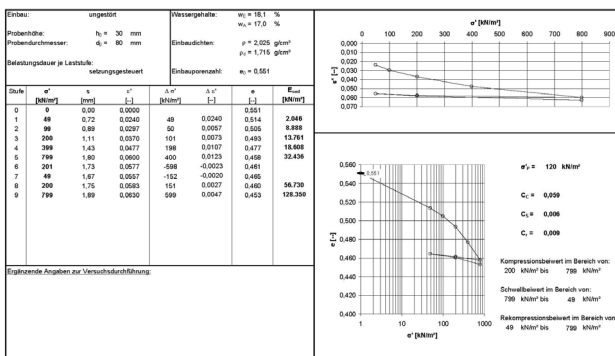 Einbau: ungestört
Wassergehalte: wE = 18,1 %
wA = 17,0 %
Probenhöhe: h0 = 30 mm
Probendurchmesser: d0 = 80 mm
Einbaudichten: ρ = 2,025 g/cm³
ρd = 1,715 g/cm³
Belastungsdauer je Laststufe:
setzungsgesteuert
Einbauporenzahl: e0 = 0,551
Stufe σ' s ε' Δ σ' Δ ε' e Eoed
[kN/m²] [mm] [--] [kN/m²] [--] [--] [kN/m²]
0 0 0,00 0,0000 0,551
1 49 0,72 0,0240 49 0,0240 0,514 2.046
2 99 0,89 0,0297 50 0,0057 0,505 8.888
3 200 1,11 0,0370 101 0,0073 0,493 13.761
4 399 1,43 0,0477 198 0,0107 0,477 18.608
5 799 1,80 0,0600 400 0,0123 0,458 32.436
6 201 1,73 0,0577 -598 -0,0023 0,461
7 49 1,67 0,0557 -152 -0,0020 0,465
8 200 1,75 0,0583 151 0,0027 0,460 56.730
9 799 1,89 0,0630 599 0,0047 0,453 128.350
Ergänzende Angaben zur Versuchsdurchführung:
σ' [kN/m²]
0 100 200 300 400 500 600 700 800 900
ε' [--]
0,000
0,010
0,020
0,030
0,040
0,050
0,060
0,070
e [--]
0,560
0,540
0,520
0,500
0,480
0,460
0,440
0,420
0,400
0,551
1 10 100 1000
σ' [kN/m²]
σ'P = 120 kN/m²
CC = 0,059
CS = 0,006
Cr = 0,009
Kompressionsbeiwert im Bereich von:
200 kN/m² bis 799 kN/m²
Schwellbeiwert im Bereich von:
799 kN/m² bis 49 kN/m²
Rekompressionsbeiwert im Bereich von
49 kN/m² bis 799 kN/m²